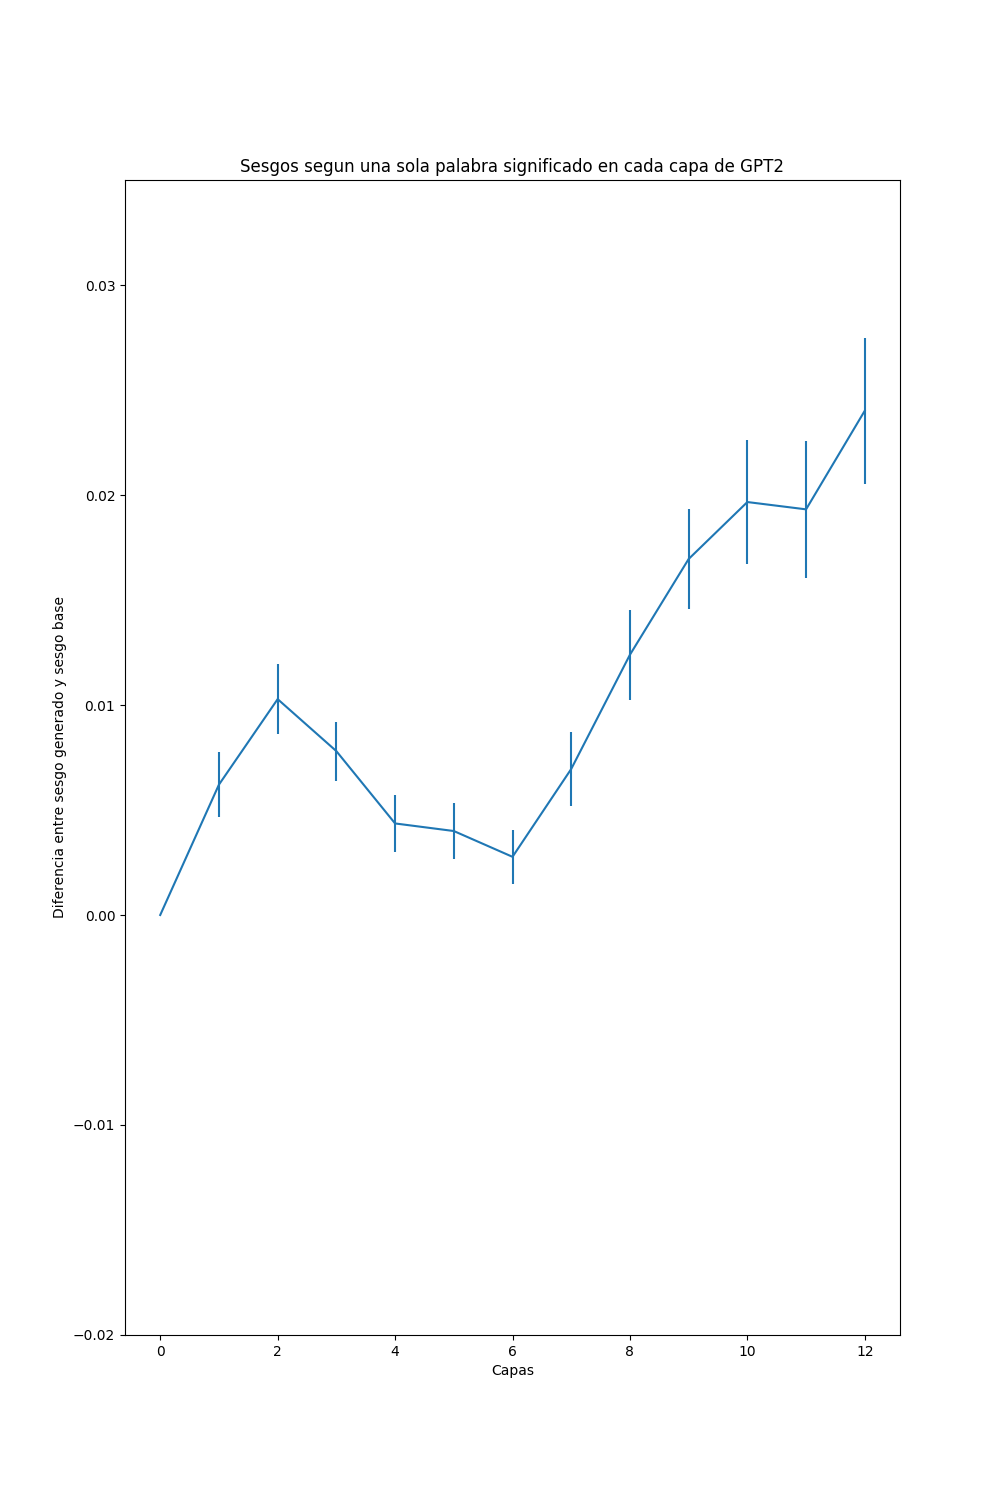 Sesgos segun una sola palabra significado en cada capa de GPT2
Diferencia entre sesgo generado y sesgo base
0.03
0.02
0.01
0.00
−0.01
−0.02
0 2 4 6 8 10 12
Capas